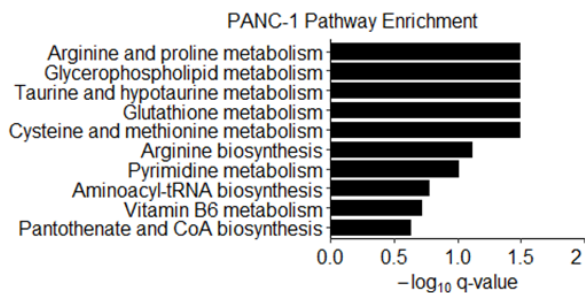 PANC-1 Pathway Enrichment
Arginine and proline metabolism
Glycerophospholipid metabolism
Taurine and hypotaurine metabolism
Glutathione metabolism
Cysteine and methionine metabolism
Arginine biosynthesis
Pyrimidine metabolism
Aminoacyl-tRNA biosynthesis
Vitamin B6 metabolism
Pantothenate and CoA biosynthesis
0.0 0.5 1.0 1.5 2
−log₁₀ q-value